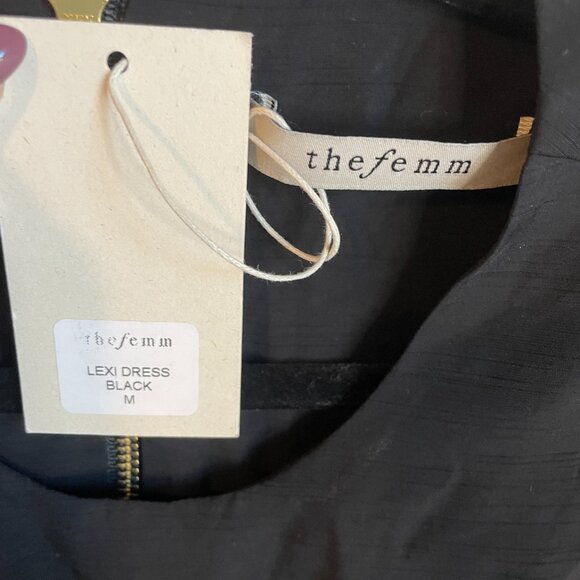 thefemm
thefemm
LEXI DRESS
BLACK
M